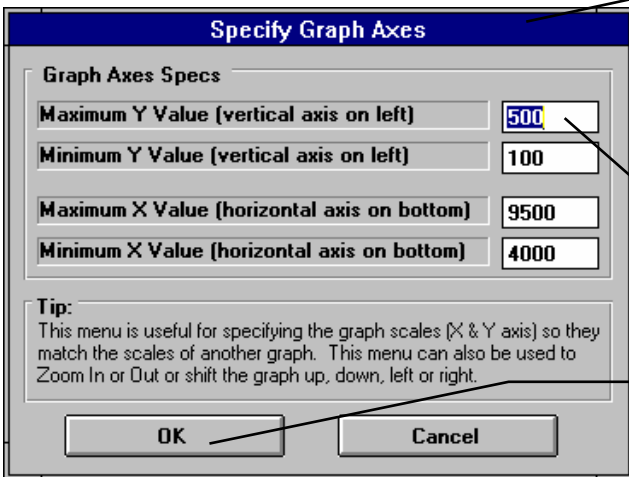 Specify Graph Axes
Graph Axes Specs
Maximum Y Value (vertical axis on left) 500
Minimum Y Value (vertical axis on left) 100
Maximum X Value (horizontal axis on bottom) 9500
Minimum X Value (horizontal axis on bottom) 4000
Tip:
This menu is useful for specifying the graph scales (X & Y axis) so they
match the scales of another graph. This menu can also be used to
Zoom In or Out or shift the graph up, down, left or right.
OK Cancel